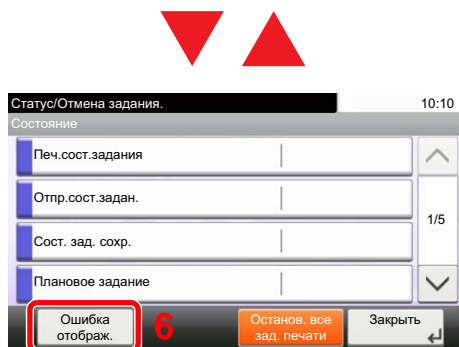 Статус/Отмена задания. 10:10
Состояние
Печ.сост.задания
Отпр.сост.задан.
1/5
Сост. зад. сохр.
Плановое задание
Ошибка
отображ.
6
Останов. все
зад. печати
Закрыть